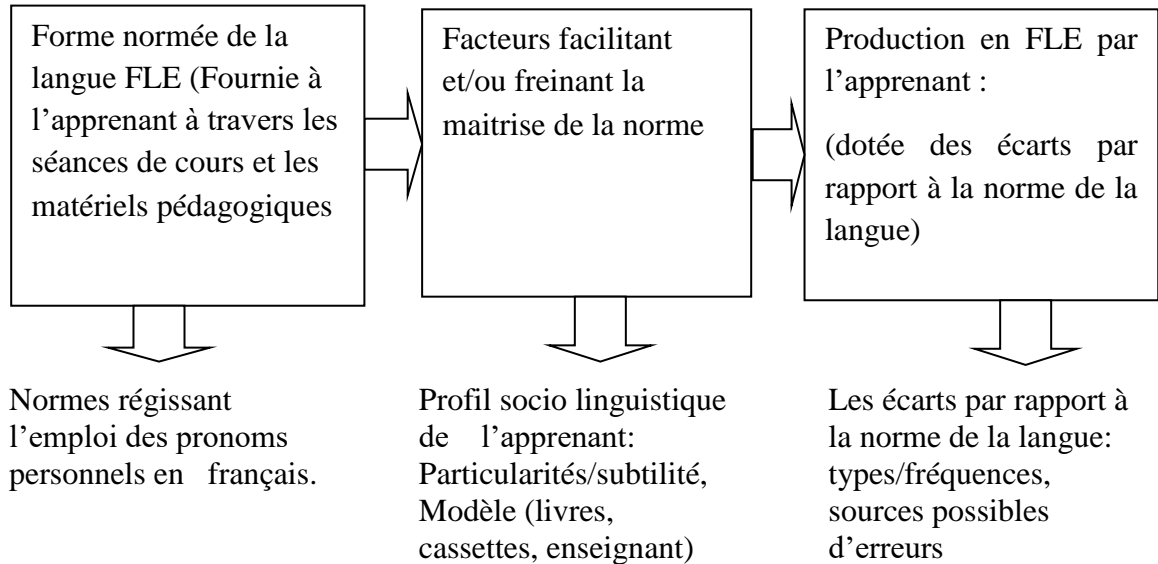 Forme normée de la
langue FLE (Fournie à
l’apprenant à travers les
séances de cours et les
matériels pédagogiques
Facteurs facilitant
et/ou freinant la
maitrise de la norme
Production en FLE par
l’apprenant :
(dotée des écarts par
rapport à la norme de la
langue)
Normes régissant
l’emploi des pronoms
personnels en français.
Profil socio linguistique
de l’apprenant:
Particularités/subtilité,
Modèle (livres,
cassettes, enseignant)
Les écarts par rapport à
la norme de la langue:
types/fréquences,
sources possibles
d’erreurs